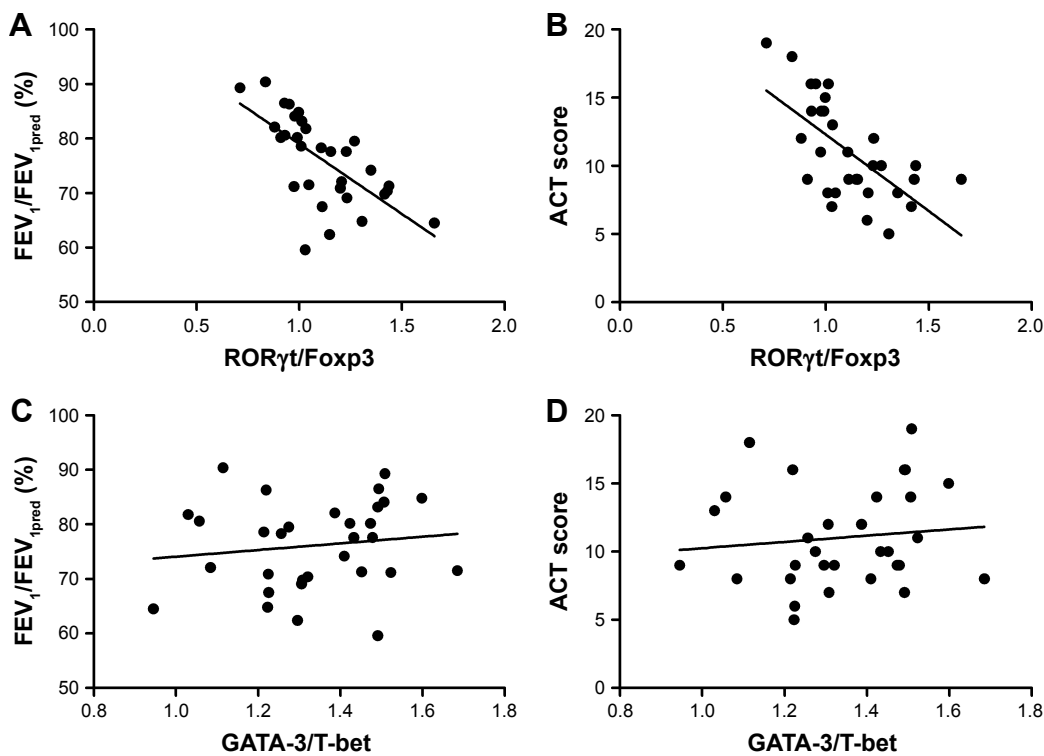 A
FEV1/FEV1pred (%)
100
90
80
70
60
50
0.0 0.5 1.0 1.5 2.0
RORγt/Foxp3
B
ACT score
20
15
10
5
0
0.0 0.5 1.0 1.5 2.0
RORγt/Foxp3
C
FEV1/FEV1pred (%)
100
90
80
70
60
50
0.8 1.0 1.2 1.4 1.6 1.8
GATA-3/T-bet
D
ACT score
20
15
10
5
0
0.8 1.0 1.2 1.4 1.6 1.8
GATA-3/T-bet